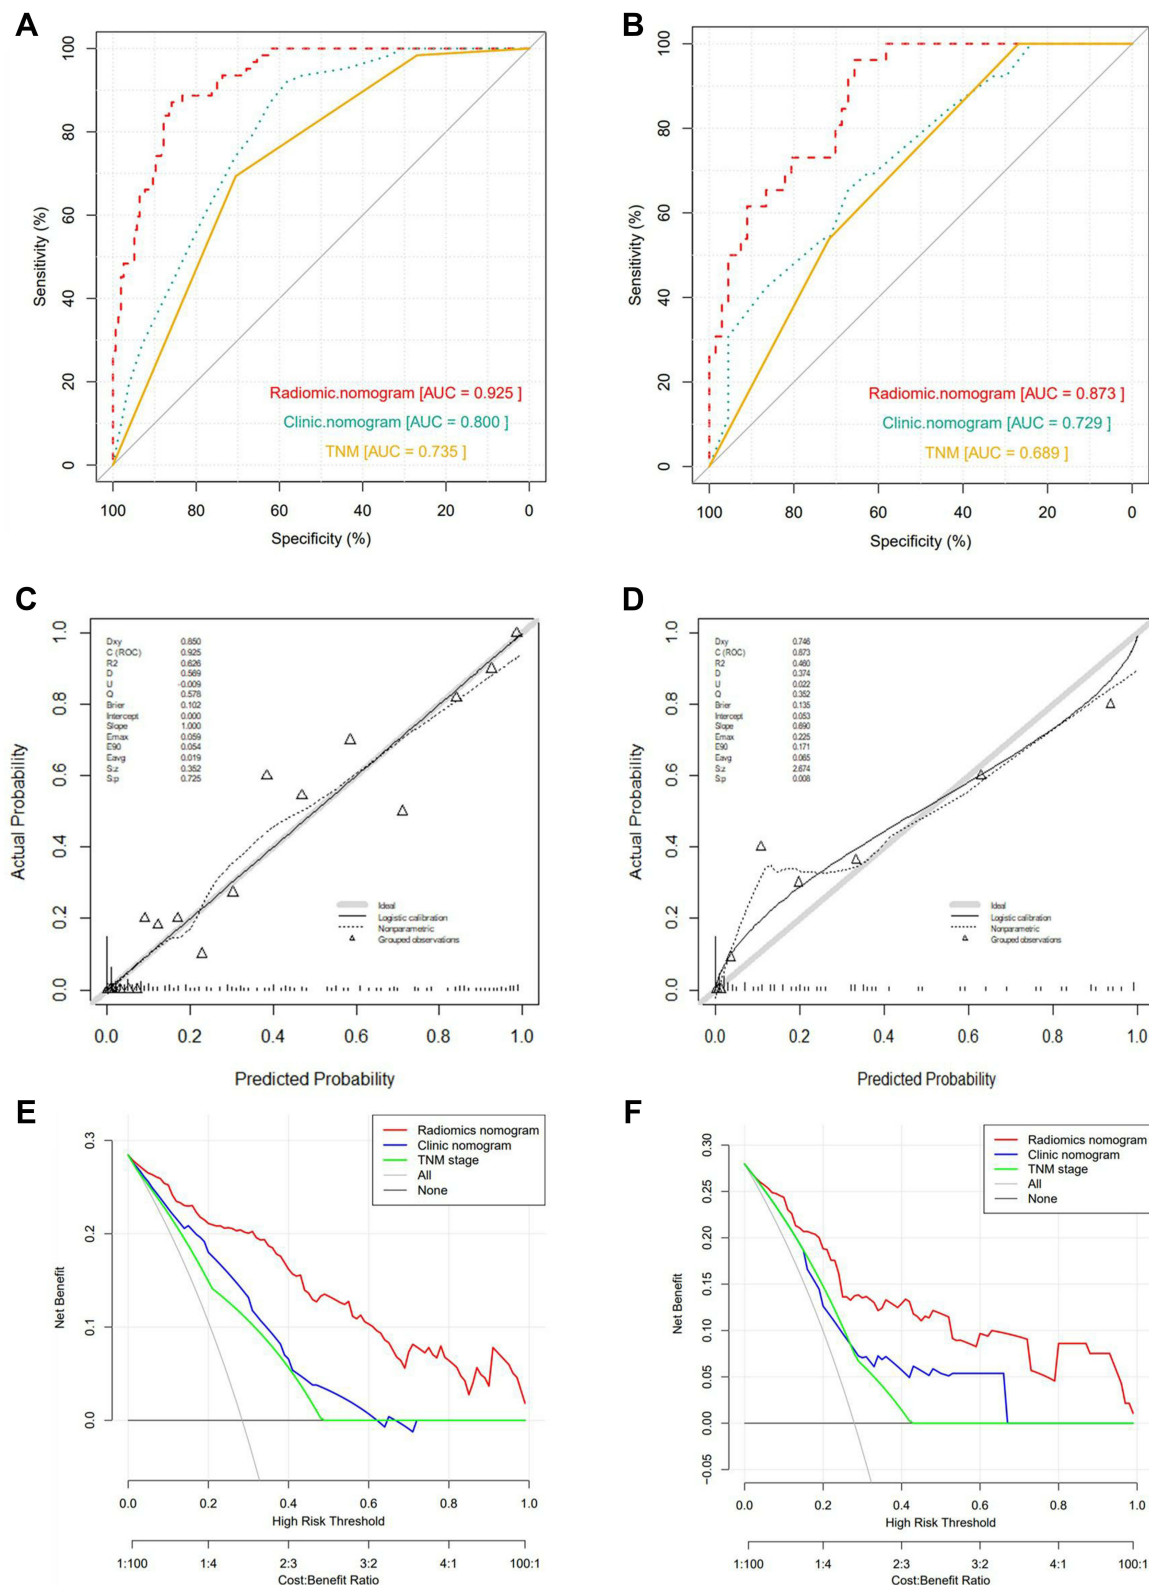 A
100
80
60
40
20
0
Sensitivity (%)
Radiomic.nomogram [AUC = 0.925 ]
Clinic.nomogram [AUC = 0.800 ]
TNM [AUC = 0.735 ]
100 80 60 40 20 0
Specificity (%)
B
100
80
60
40
20
0
Sensitivity (%)
Radiomic.nomogram [AUC = 0.873 ]
Clinic.nomogram [AUC = 0.729 ]
TNM [AUC = 0.689 ]
100 80 60 40 20 0
Specificity (%)
C
1.0
0.8
0.6
0.4
0.2
0.0
Actual Probability
Dxy 0.850
C (ROC) 0.925
R2 0.626
D 0.569
U -0.009
Q 0.578
Brier 0.102
Intercept 0.000
Slope 1.000
Emax 0.059
E90 0.054
Eavg 0.019
S:z 0.352
S:p 0.725
Ideal
Logistic calibration
Nonparametric
Grouped observations
0.0 0.2 0.4 0.6 0.8 1.0
Predicted Probability
D
1.0
0.8
0.6
0.4
0.2
0.0
Actual Probability
Dxy 0.746
C (ROC) 0.873
R2 0.460
D 0.374
U 0.022
Q 0.352
Brier 0.135
Intercept 0.053
Slope 0.690
Emax 0.225
E90 0.171
Eavg 0.065
S:z 2.674
S:p 0.008
Ideal
Logistic calibration
Nonparametric
Grouped observations
0.0 0.2 0.4 0.6 0.8 1.0
Predicted Probability
E
0.3
0.2
0.1
0.0
Net Benefit
Radiomics nomogram
Clinic nomogram
TNM stage
All
None
0.0 0.2 0.4 0.6 0.8 1.0
High Risk Threshold
1:100 1:4 2:3 3:2 4:1 100:1
Cost:Benefit Ratio
F
0.30
0.25
0.20
0.15
0.10
0.05
0.00
−0.05
Net Benefit
Radiomics nomogram
Clinic nomogram
TNM stage
All
None
0.0 0.2 0.4 0.6 0.8 1.0
High Risk Threshold
1:100 1:4 2:3 3:2 4:1 100:1
Cost:Benefit Ratio